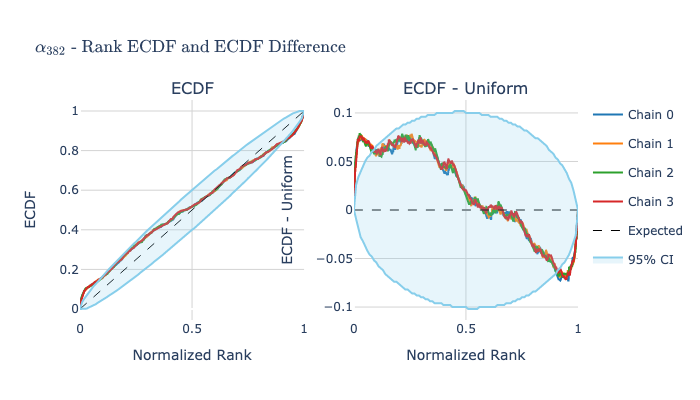 α382 - Rank ECDF and ECDF Difference
ECDF
ECDF - Uniform
1
0.8
0.6
0.4
0.2
0
0
0.5
1
ECDF
Normalized Rank
0.1
0.05
0
−0.05
−0.1
0
0.5
1
ECDF - Uniform
Normalized Rank
Chain 0
Chain 1
Chain 2
Chain 3
Expected
95% CI